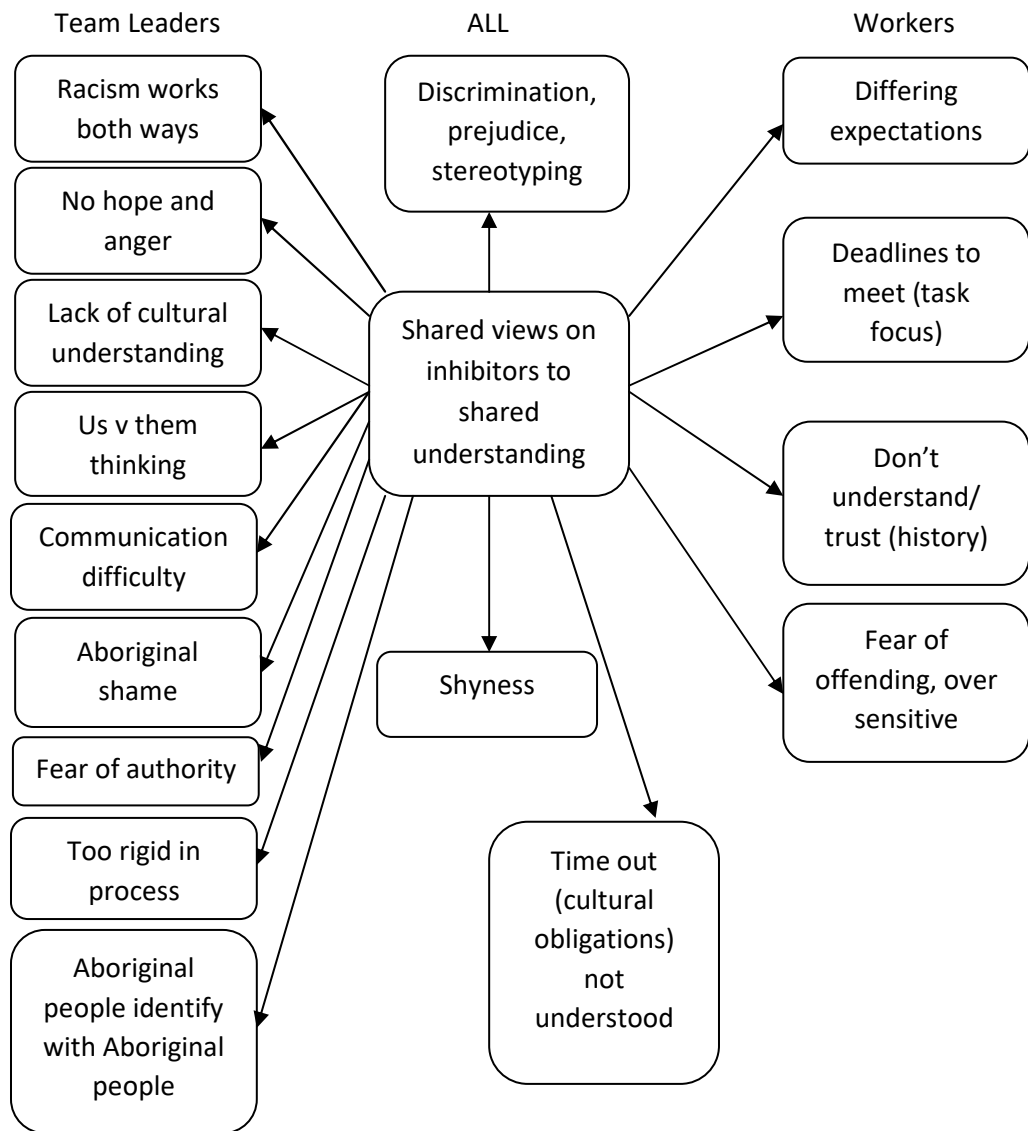 Team Leaders
ALL
Workers
Racism works
both ways
No hope and
anger
Lack of cultural
understanding
Us v them
thinking
Communication
difficulty
Aboriginal
shame
Fear of authority
Too rigid in
process
Aboriginal
people identify
with Aboriginal
people
Discrimination,
prejudice,
stereotyping
Shared views on
inhibitors to
shared
understanding
Shyness
Time out
(cultural
obligations)
not
understood
Differing
expectations
Deadlines to
meet (task
focus)
Don’t
understand/
trust (history)
Fear of
offending, over
sensitive